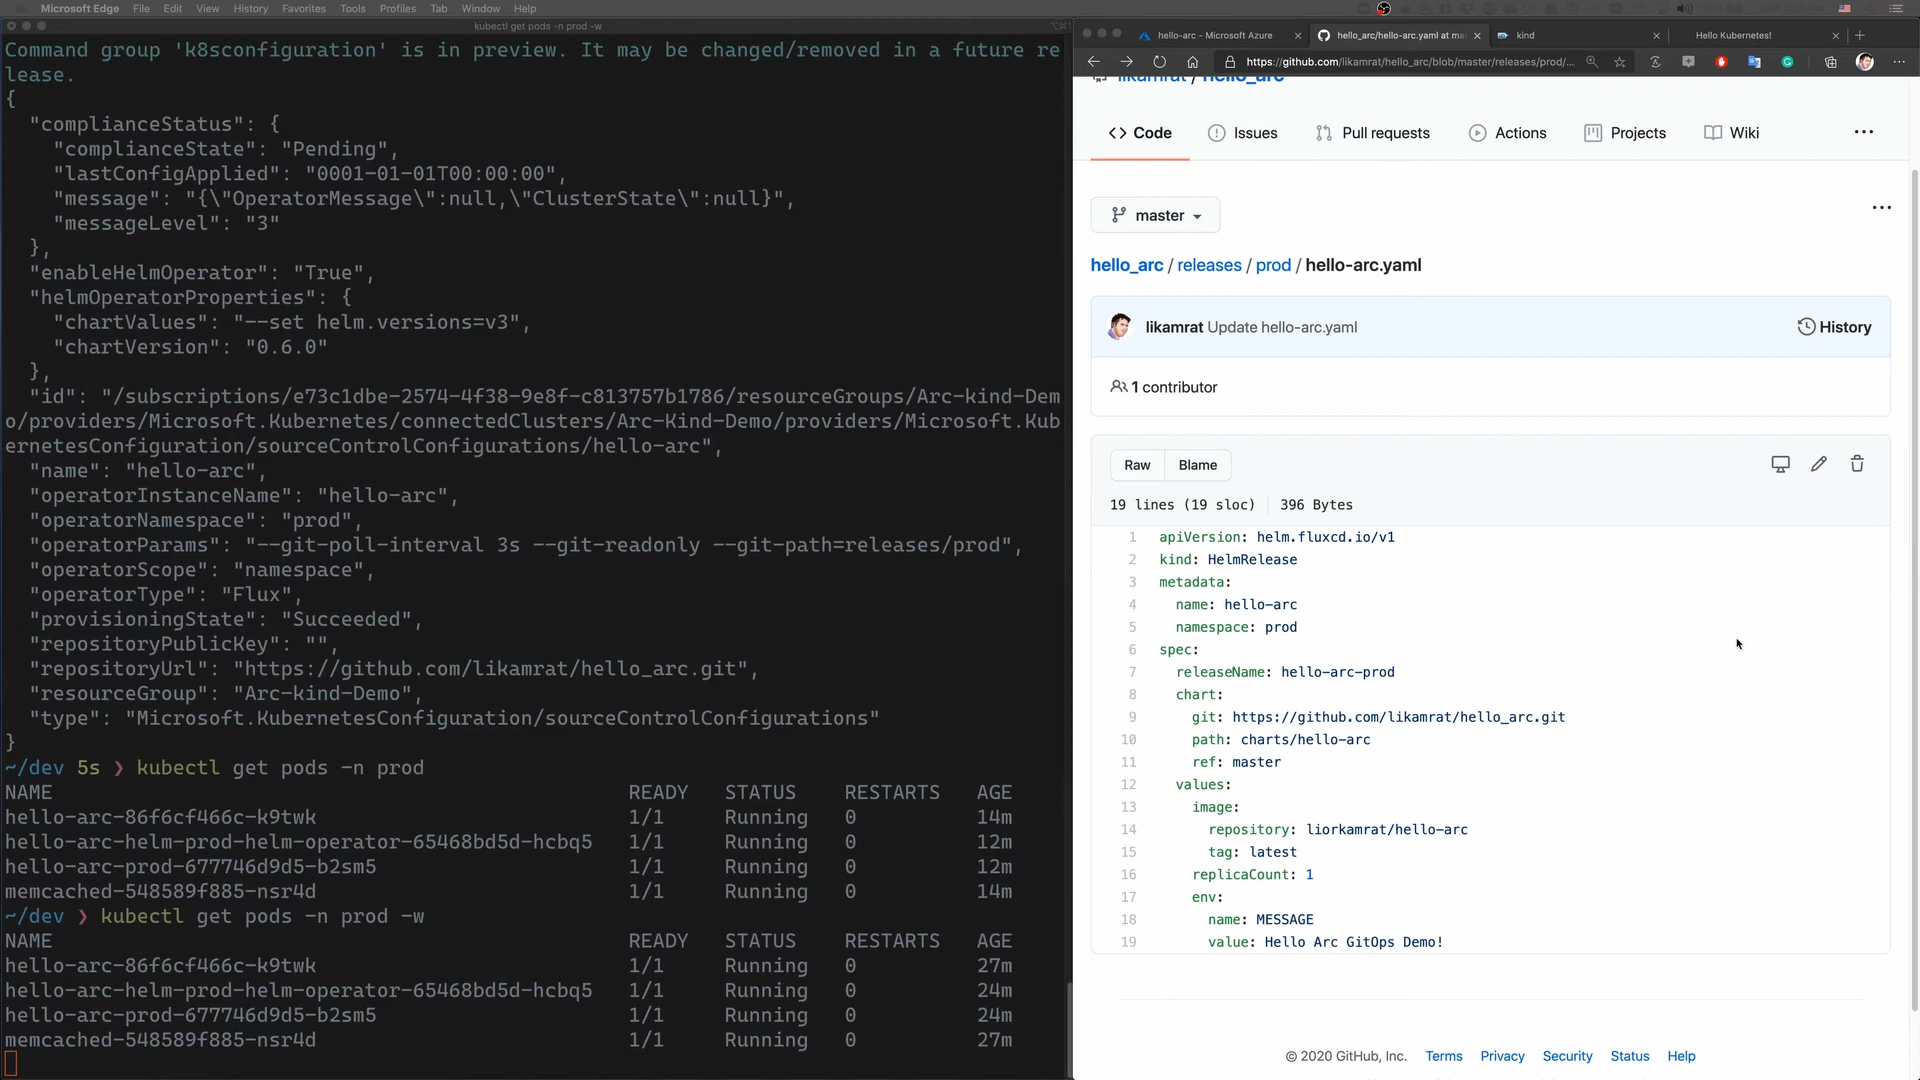 Microsoft Edge File Edit View History Favorites Tools Profiles Tab Window Help
kubectl get pods -n prod -w
Command group 'k8sconfiguration' is in preview. It may be changed/removed in a future re
lease.
{
"complianceStatus": {
"complianceState": "Pending",
"lastConfigApplied": "0001-01-01T00:00:00",
"message": "{\"OperatorMessage\":null,\"ClusterState\":null}",
"messageLevel": "3"
},
"enableHelmOperator": "True",
"helmOperatorProperties": {
"chartValues": "--set helm.versions=v3",
"chartVersion": "0.6.0"
},
"id": "/subscriptions/e73c1dbe-2574-4f38-9e8f-c813757b1786/resourceGroups/Arc-kind-Dem
o/providers/Microsoft.Kubernetes/connectedClusters/Arc-Kind-Demo/providers/Microsoft.Kub
ernetesConfiguration/sourceControlConfigurations/hello-arc",
"name": "hello-arc",
"operatorInstanceName": "hello-arc",
"operatorNamespace": "prod",
"operatorParams": "--git-poll-interval 3s --git-readonly --git-path=releases/prod",
"operatorScope": "namespace",
"operatorType": "Flux",
"provisioningState": "Succeeded",
"repositoryPublicKey": "",
"repositoryUrl": "https://github.com/likamrat/hello_arc.git",
"resourceGroup": "Arc-kind-Demo",
"type": "Microsoft.KubernetesConfiguration/sourceControlConfigurations"
}
~/dev 5s ❯ kubectl get pods -n prod
NAME READY STATUS RESTARTS AGE
hello-arc-86f6cf466c-k9twk 1/1 Running 0 14m
hello-arc-helm-prod-helm-operator-65468bd5d-hcbq5 1/1 Running 0 12m
hello-arc-prod-677746d9d5-b2sm5 1/1 Running 0 12m
memcached-548589f885-nsr4d 1/1 Running 0 14m
~/dev ❯ kubectl get pods -n prod -w
NAME READY STATUS RESTARTS AGE
hello-arc-86f6cf466c-k9twk 1/1 Running 0 27m
hello-arc-helm-prod-helm-operator-65468bd5d-hcbq5 1/1 Running 0 24m
hello-arc-prod-677746d9d5-b2sm5 1/1 Running 0 24m
memcached-548589f885-nsr4d 1/1 Running 0 27m
hello-arc - Microsoft Azure hello_arc/hello-arc.yaml at ma kind Hello Kubernetes!
https://github.com/likamrat/hello_arc/blob/master/releases/prod/...
likamrat / hello_arc
Code Issues Pull requests Actions Projects Wiki
master
hello_arc / releases / prod / hello-arc.yaml
likamrat Update hello-arc.yaml History
1 contributor
Raw Blame
19 lines (19 sloc) 396 Bytes
1 apiVersion: helm.fluxcd.io/v1
2 kind: HelmRelease
3 metadata:
4 name: hello-arc
5 namespace: prod
6 spec:
7 releaseName: hello-arc-prod
8 chart:
9 git: https://github.com/likamrat/hello_arc.git
10 path: charts/hello-arc
11 ref: master
12 values:
13 image:
14 repository: liorkamrat/hello-arc
15 tag: latest
16 replicaCount: 1
17 env:
18 name: MESSAGE
19 value: Hello Arc GitOps Demo!
© 2020 GitHub, Inc. Terms Privacy Security Status Help